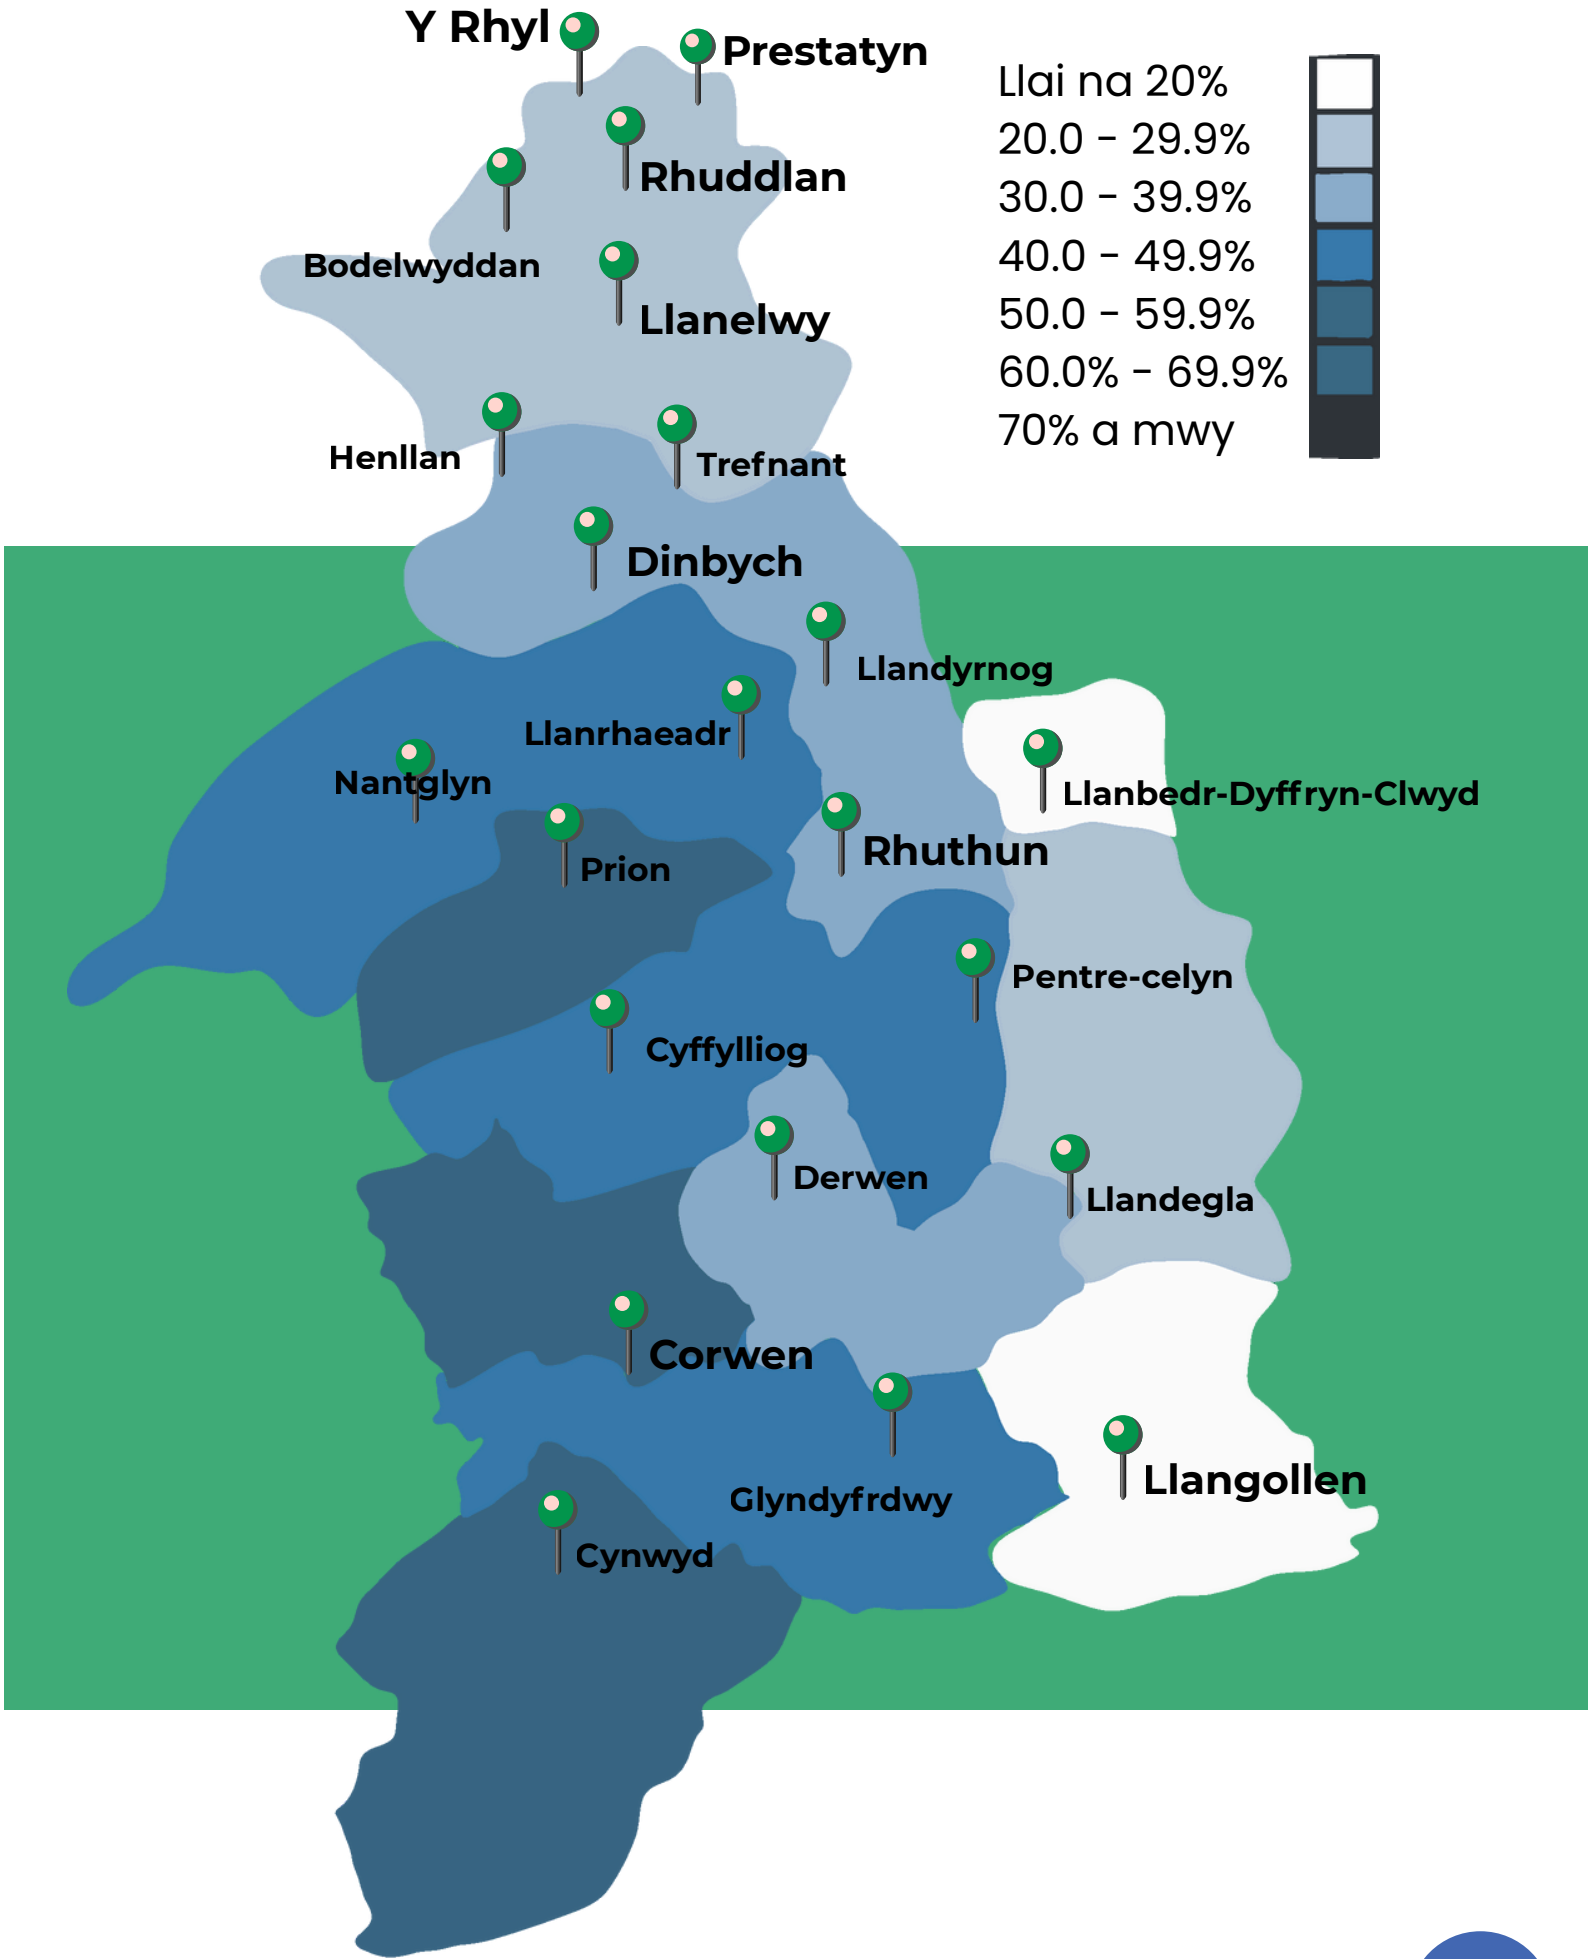 Y Rhyl
Prestatyn
Rhuddlan
Bodelwyddan
Llanelwy
Henllan
Trefnant
Dinbych
Llandyrnog
Llanrhaeadr
Nantglyn
Llanbedr-Dyffryn-Clwyd
Prion
Rhuthun
Pentre-celyn
Cyffylliog
Derwen
Llandegla
Corwen
Llangollen
Glyndyfrdwy
Cynwyd
Llai na 20%
20.0 - 29.9%
30.0 - 39.9%
40.0 - 49.9%
50.0 - 59.9%
60.0% - 69.9%
70% a mwy